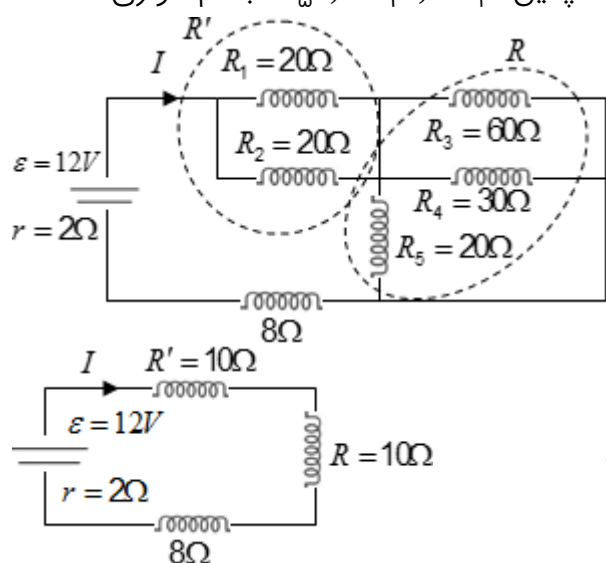 R'
I
R₁ = 20Ω
R
R₂ = 20Ω
R₃ = 60Ω
ε = 12V
r = 2Ω
R₄ = 30Ω
R₅ = 20Ω
8Ω
I
R' = 10Ω
ε = 12V
R = 10Ω
r = 2Ω
8Ω